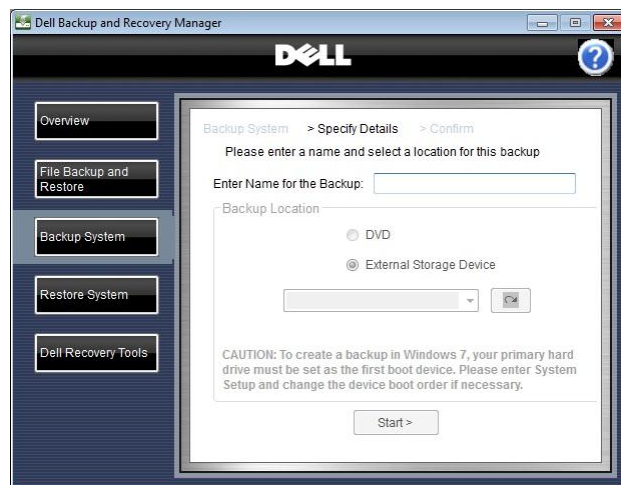 Dell Backup and Recovery Manager
DELL
?
Overview
File Backup and
Restore
Backup System
Restore System
Dell Recovery Tools
Backup System > Specify Details > Confirm
Please enter a name and select a location for this backup
Enter Name for the Backup:
Backup Location
DVD
External Storage Device
CAUTION: To create a backup in Windows 7, your primary hard
drive must be set as the first boot device. Please enter System
Setup and change the device boot order if necessary.
Start >